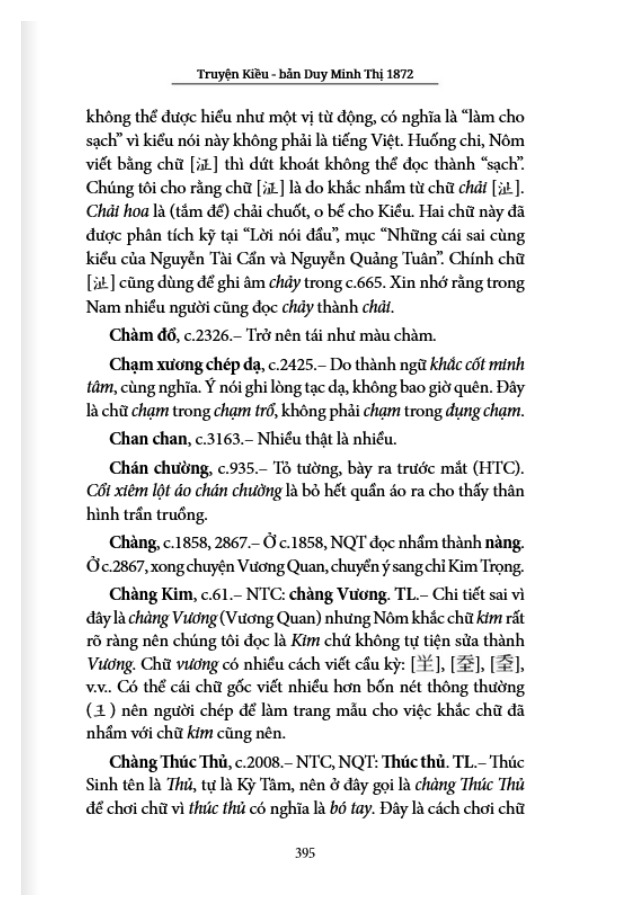 Truyện Kiều - bản Duy Minh Thị 1872
không thể được hiểu như một vị từ động, có nghĩa là “làm cho
sạch” vì kiểu nói này không phải là tiếng Việt. Huống chi, Nôm
viết bằng chữ [] thì dứt khoát không thể đọc thành “sạch”.
Chúng tôi cho rằng chữ [] là do khắc nhầm từ chữ chải [].
Chải hoa là (tắm để) chải chuốt, o bế cho Kiều. Hai chữ này đã
được phân tích kỹ tại “Lời nói đầu”, mục “Những cái sai cùng
kiểu của Nguyễn Tài Cẩn và Nguyễn Quảng Tuân”. Chính chữ
[] cũng dùng để ghi âm chảy trong c.665. Xin nhớ rằng trong
Nam nhiều người cũng đọc chảy thành chải.
Chàm đổ, c.2326.– Trở nên tái như màu chàm.
Chạm xương chép dạ, c.2425.– Do thành ngữ khắc cốt minh
tâm, cùng nghĩa. Ý nói ghi lòng tạc dạ, không bao giờ quên. Đây
là chữ chạm trong chạm trổ, không phải chạm trong đụng chạm.
Chan chan, c.3163.– Nhiều thật là nhiều.
Chán chường, c.935.– Tỏ tường, bày ra trước mắt (HTC).
Cổi xiêm lột áo chán chường là bỏ hết quần áo ra cho thấy thân
hình trần truồng.
Chàng, c.1858, 2867.– Ở c.1858, NQT đọc nhầm thành nàng.
Ở c.2867, xong chuyện Vương Quan, chuyển ý sang chỉ Kim Trọng.
Chàng Kim, c.61.– NTC: chàng Vương. TL.– Chi tiết sai vì
đây là chàng Vương (Vương Quan) nhưng Nôm khắc chữ kim rất
rõ ràng nên chúng tôi đọc là Kim chứ không tự tiện sửa thành
Vương. Chữ vương có nhiều cách viết cầu kỳ: [], [], [],
v.v.. Có thể cái chữ gốc viết nhiều hơn bốn nét thông thường
() nên người chép để làm trang mẫu cho việc khắc chữ đã
nhầm với chữ kim cũng nên.
Chàng Thúc Thủ, c.2008.– NTC, NQT: Thúc thủ. TL.– Thúc
Sinh tên là Thủ, tự là Kỳ Tâm, nên ở đây gọi là chàng Thúc Thủ
để chơi chữ vì thúc thủ có nghĩa là bó tay. Đây là cách chơi chữ
395